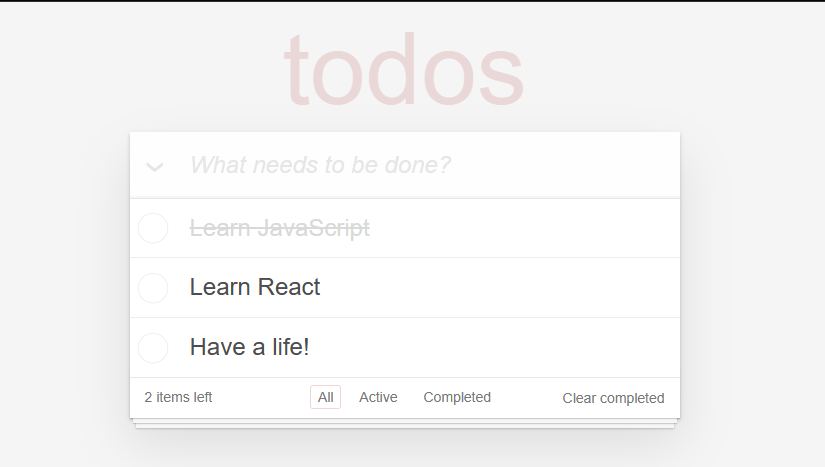 todos
What needs to be done?
Learn JavaScript
Learn React
Have a life!
2 items left All Active Completed Clear completed